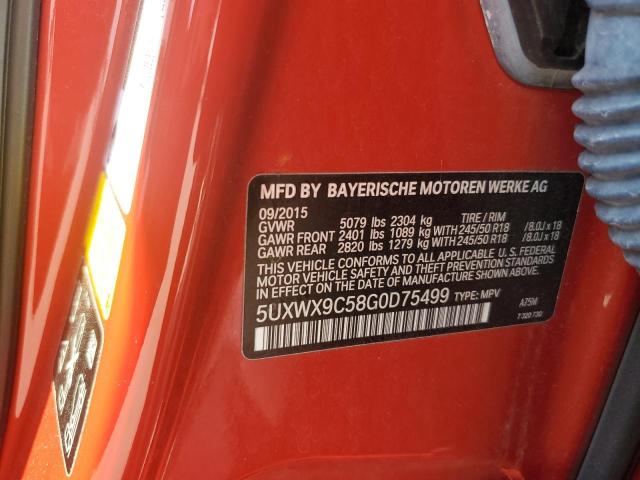 MFD BY BAYERISCHE MOTOREN WERKE AG
09/2015
GVWR 5079 lbs 2304 kg TIRE / RIM
GAWR FRONT 2401 lbs 1089 kg WITH 245/50 R18 /8.0J x 18
GAWR REAR 2820 lbs 1279 kg WITH 245/50 R18 /8.0J x 18
THIS VEHICLE CONFORMS TO ALL APPLICABLE U. S. FEDERAL
MOTOR VEHICLE SAFETY AND THEFT PREVENTION STANDARDS
IN EFFECT ON THE DATE OF MANUFACTURE SHOWN ABOVE.
5UXWX9C58G0D75499 TYPE: MPV A75M
7 320 730